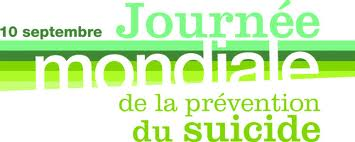 10 septembre Journée
mondiale
de la prévention
du suicide